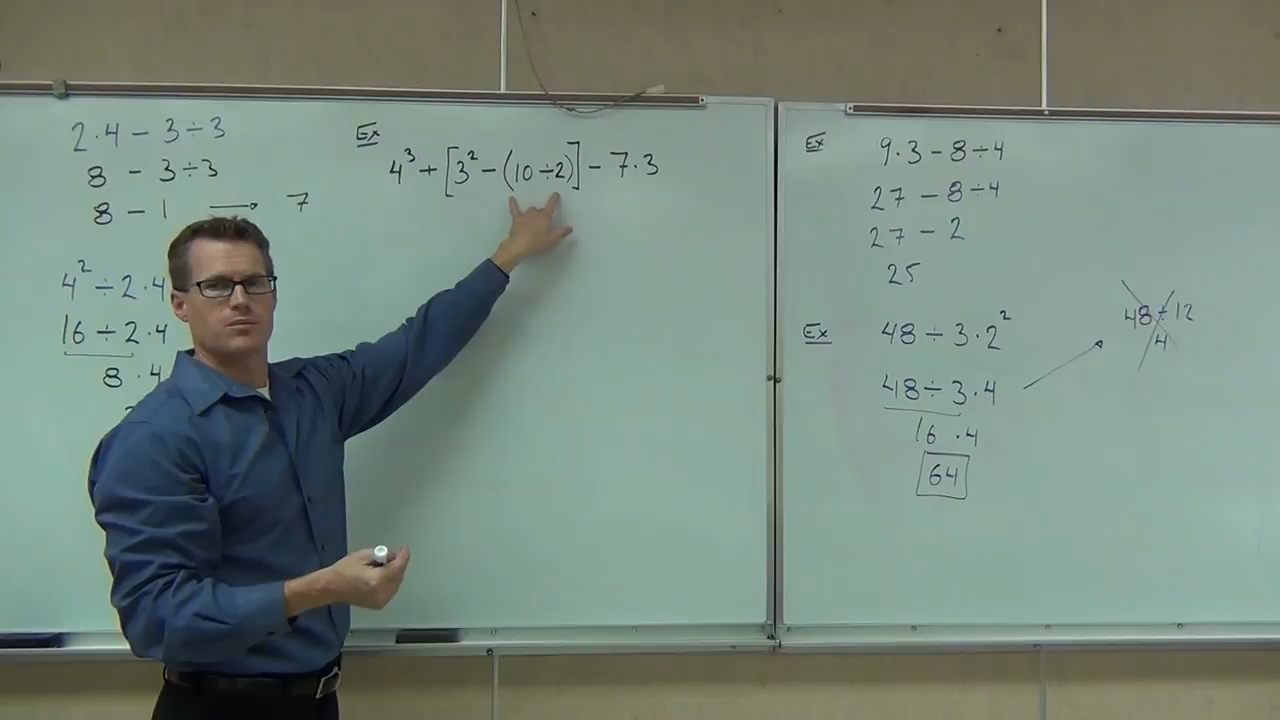 2·4 − 3÷3
8 − 3÷3
8 − 1 → 7
4² ÷ 2·4
16 ÷ 2·4
8·4
Ex
4³ + [3² − (10 ÷ 2)] − 7·3
Ex
9·3 − 8÷4
27 − 8÷4
27 − 2
25
Ex
48 ÷ 3·2²
48 ÷ 3·4
16·4
64
48 ÷ 12
4